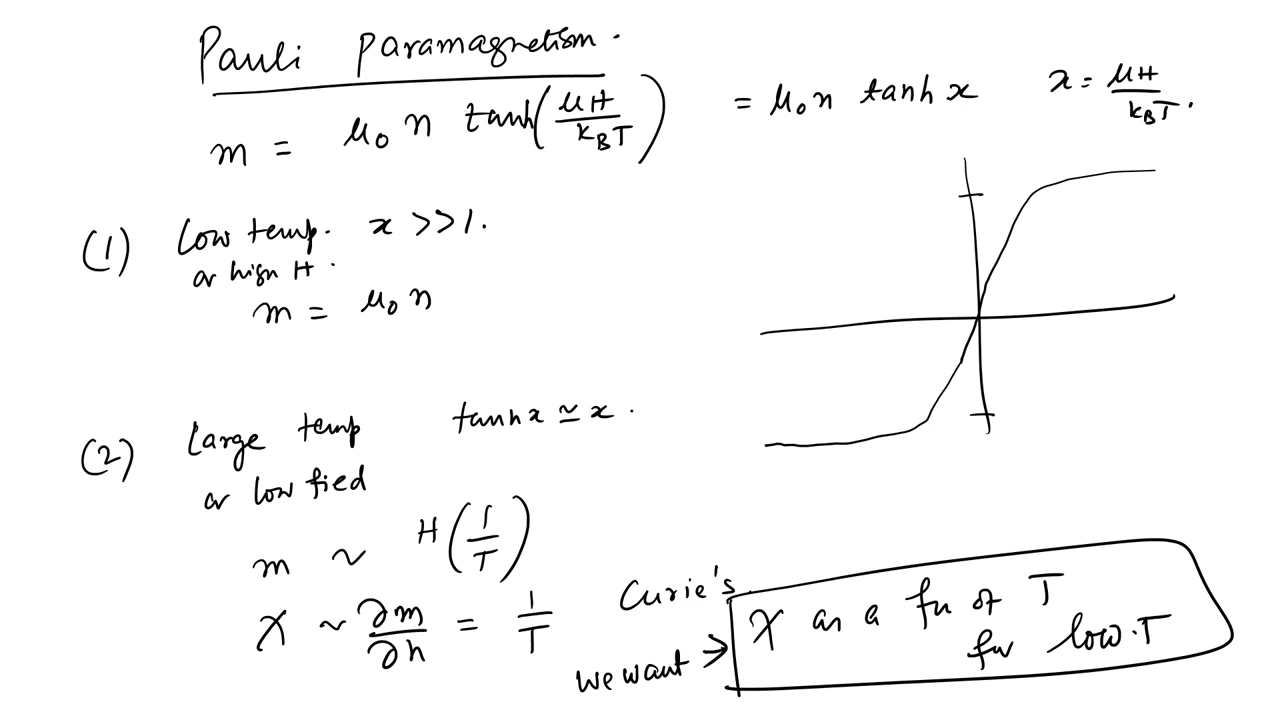 Pauli Paramagnetism.
m = μ₀ n tanh(μH/k_BT) = μ₀n tanh x x = μH/k_BT.
(1) Low temp. x >>1.
or high H.
m = μ₀ n
(2) Large temp tanh x ≃ x.
or low fied
m ~ H(1/T)
χ ~ ∂m/∂h = 1/T
Curie's.
we want → χ as a fn of T
for low T